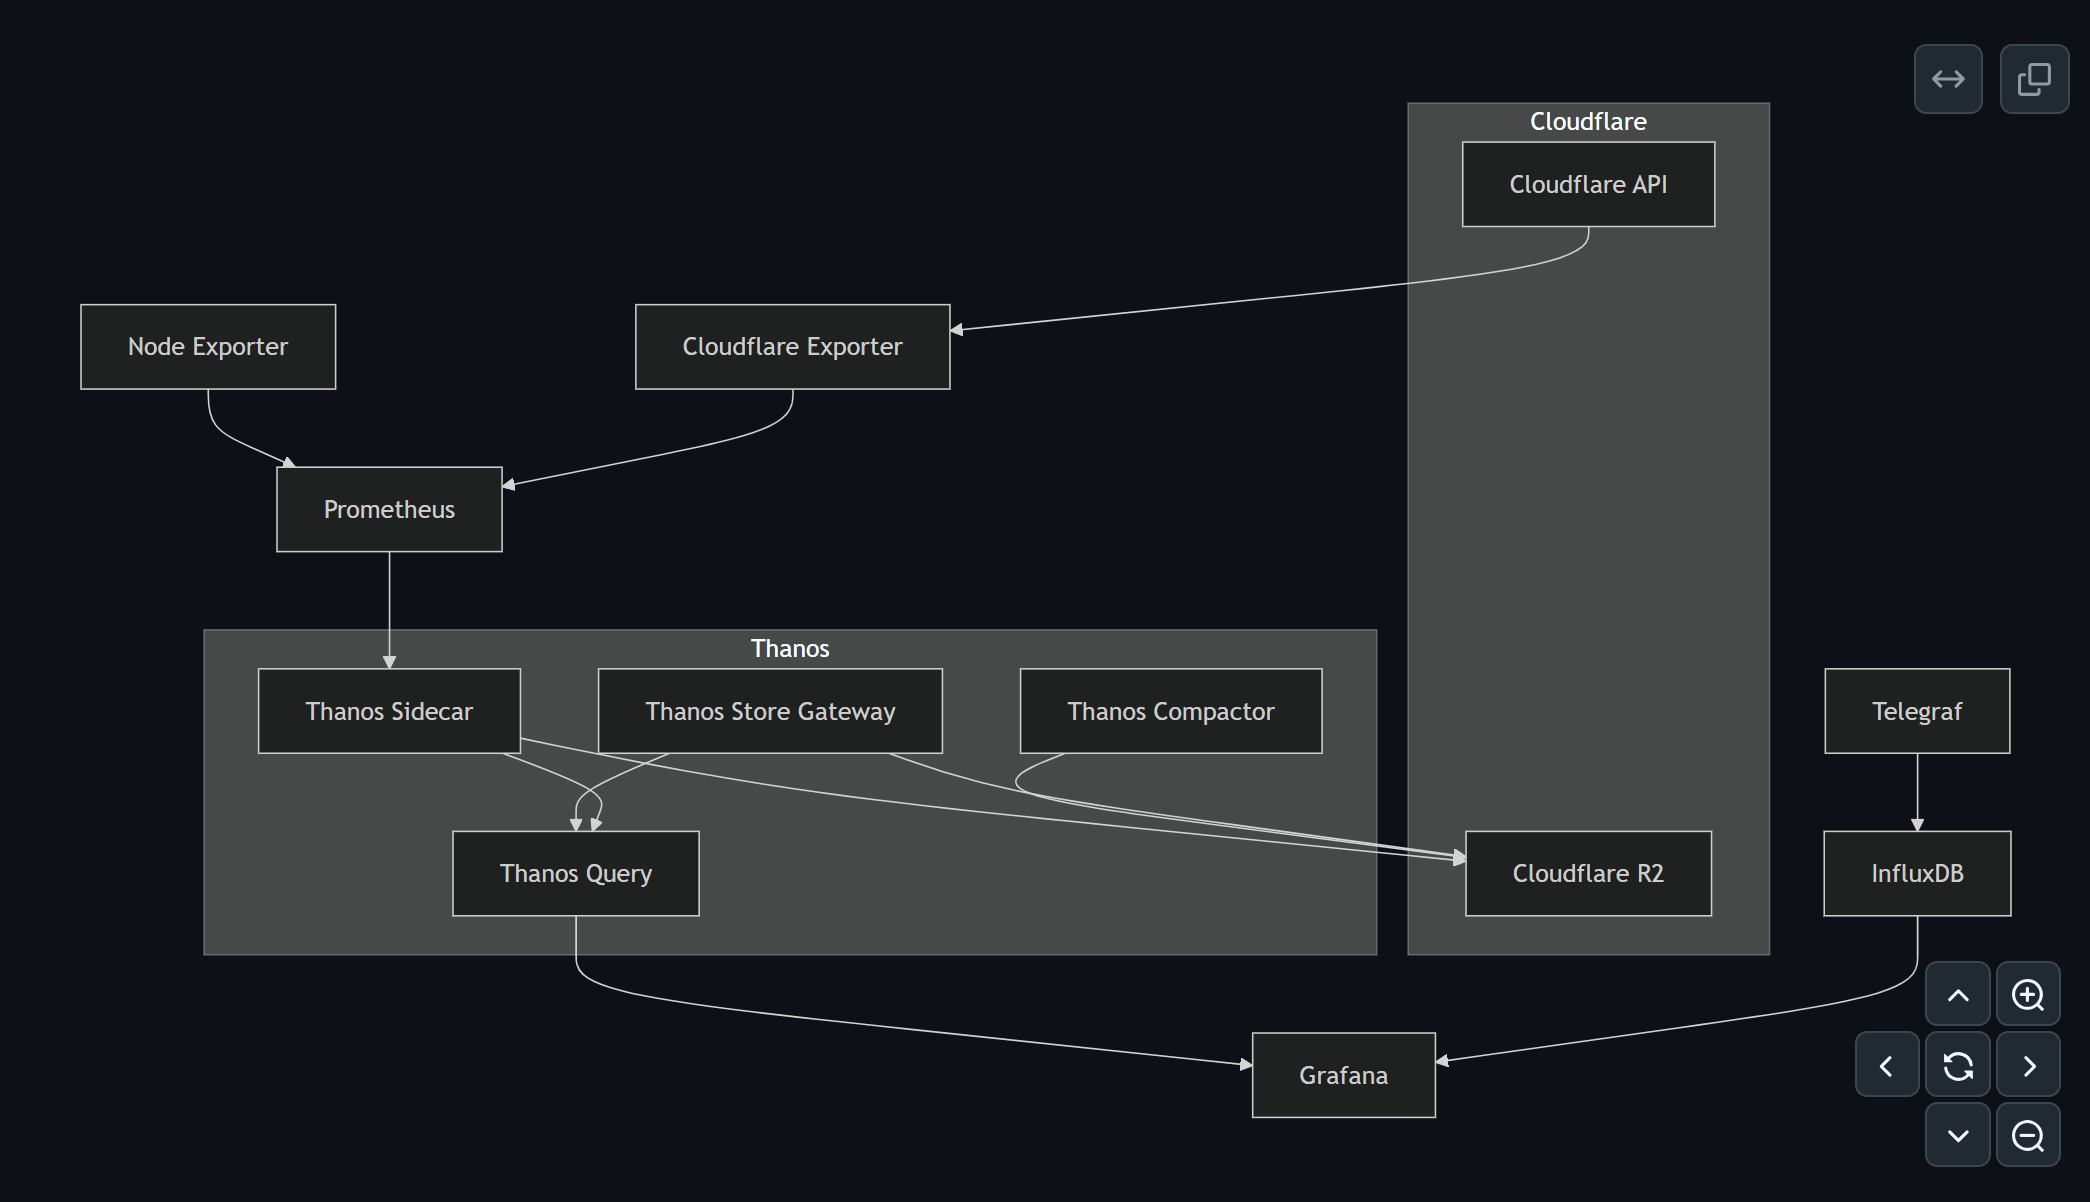 Cloudflare
Cloudflare API
Node Exporter
Cloudflare Exporter
Prometheus
Thanos
Thanos Sidecar
Thanos Store Gateway
Thanos Compactor
Telegraf
Thanos Query
Cloudflare R2
InfluxDB
Grafana